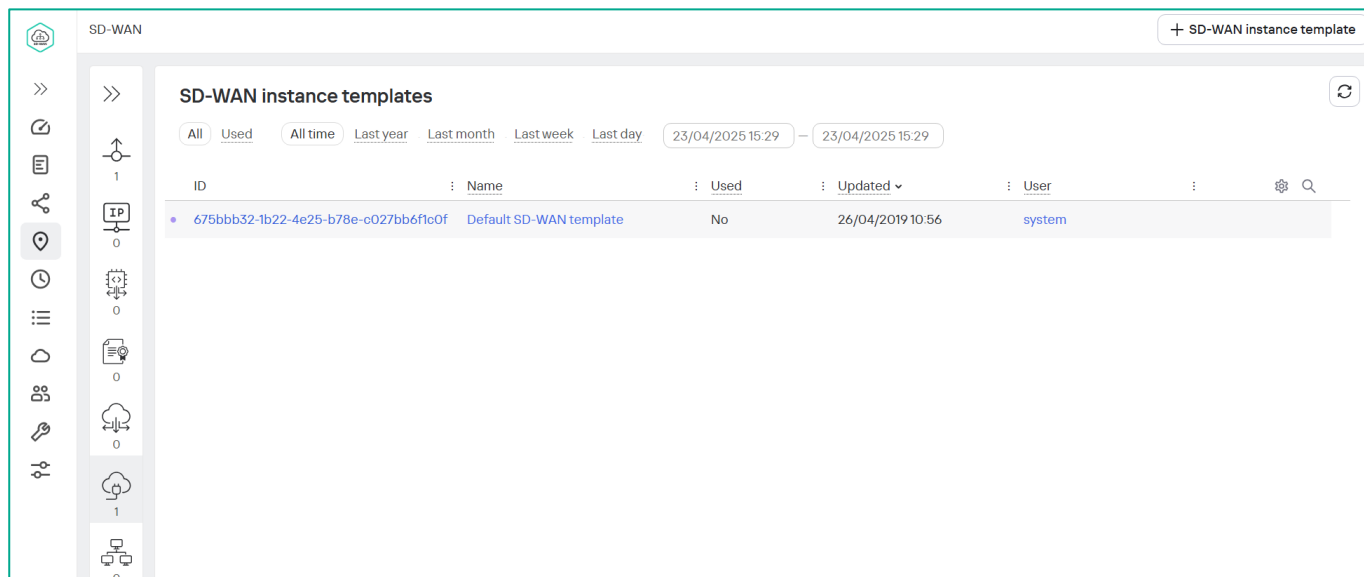 SD-WAN
+ SD-WAN instance template
SD-WAN instance templates
All Used All time Last year Last month Last week Last day 23/04/2025 15:29 — 23/04/2025 15:29
ID Name Used Updated User
675bbb32-1b22-4e25-b78e-c027bb6f1c0f Default SD-WAN template No 26/04/2019 10:56 system
1
IP
0
0
0
0
1